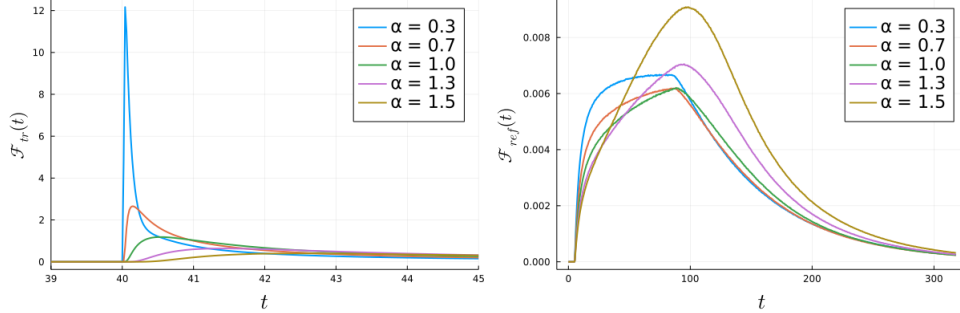 12
10
8
6
4
2
0
39
40
41
42
43
44
45
t
ℱtr(t)
α = 0.3
α = 0.7
α = 1.0
α = 1.3
α = 1.5
0.008
0.006
0.004
0.002
0.000
0
100
200
300
t
ℱref(t)
α = 0.3
α = 0.7
α = 1.0
α = 1.3
α = 1.5